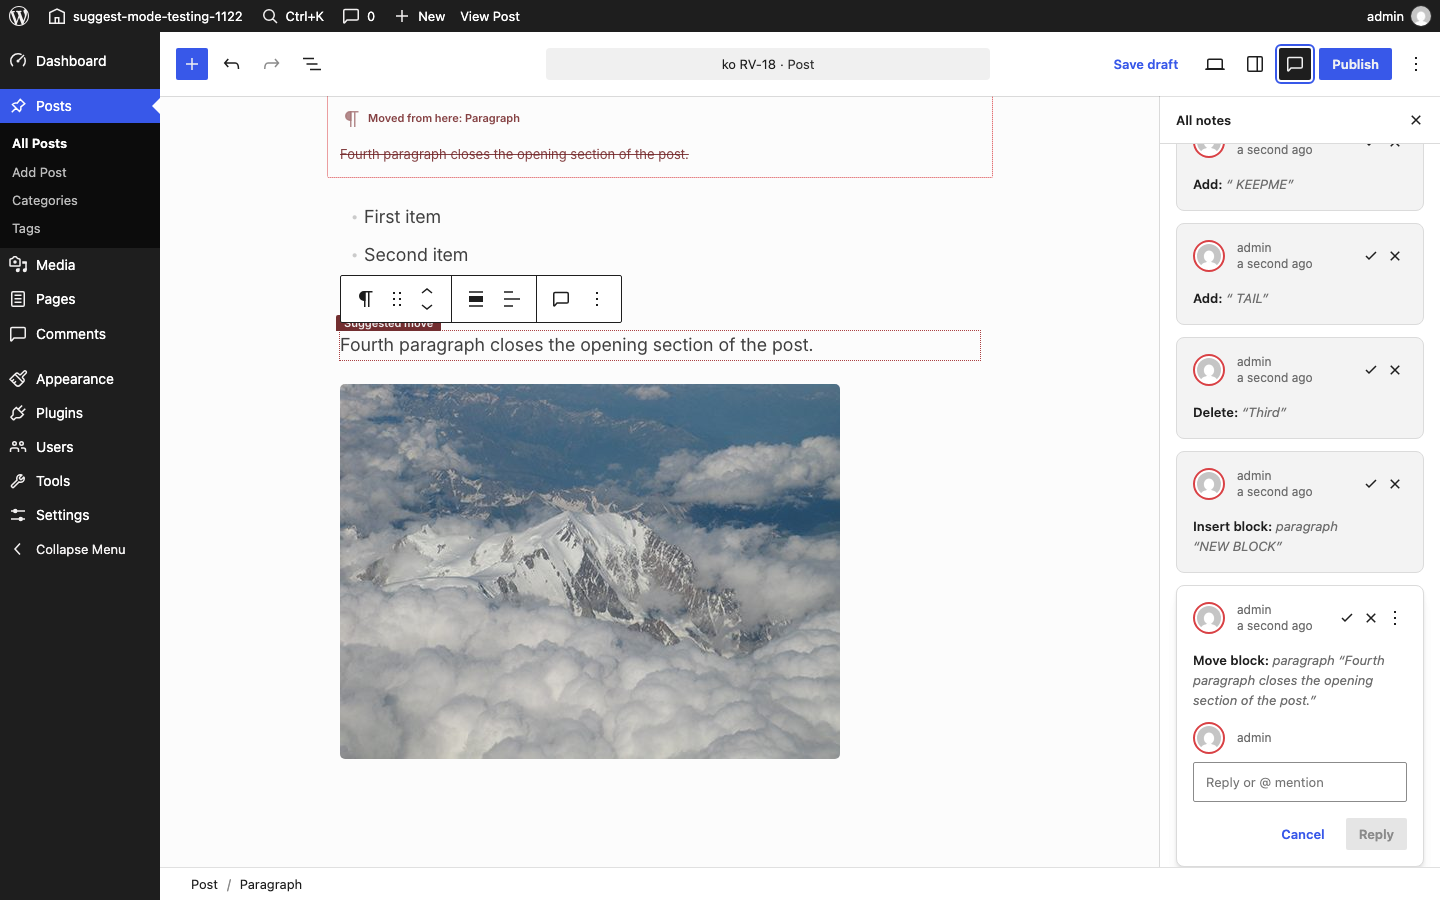 suggest-mode-testing-1122
Ctrl+K
0
New
View Post
admin
Dashboard
Posts
All Posts
Add Post
Categories
Tags
Media
Pages
Comments
Appearance
Plugins
Users
Tools
Settings
Collapse Menu
ko RV-18 · Post
Save draft
Publish
Moved from here: Paragraph
Fourth paragraph closes the opening section of the post.
First item
Second item
Suggested move
Fourth paragraph closes the opening section of the post.
All notes
a second ago
Add: “ KEEPME”
admin
a second ago
Add: “ TAIL”
admin
a second ago
Delete: “Third”
admin
a second ago
Insert block: paragraph
“NEW BLOCK”
admin
a second ago
Move block: paragraph “Fourth
paragraph closes the opening
section of the post.”
admin
Reply or @ mention
Cancel
Reply
Post / Paragraph